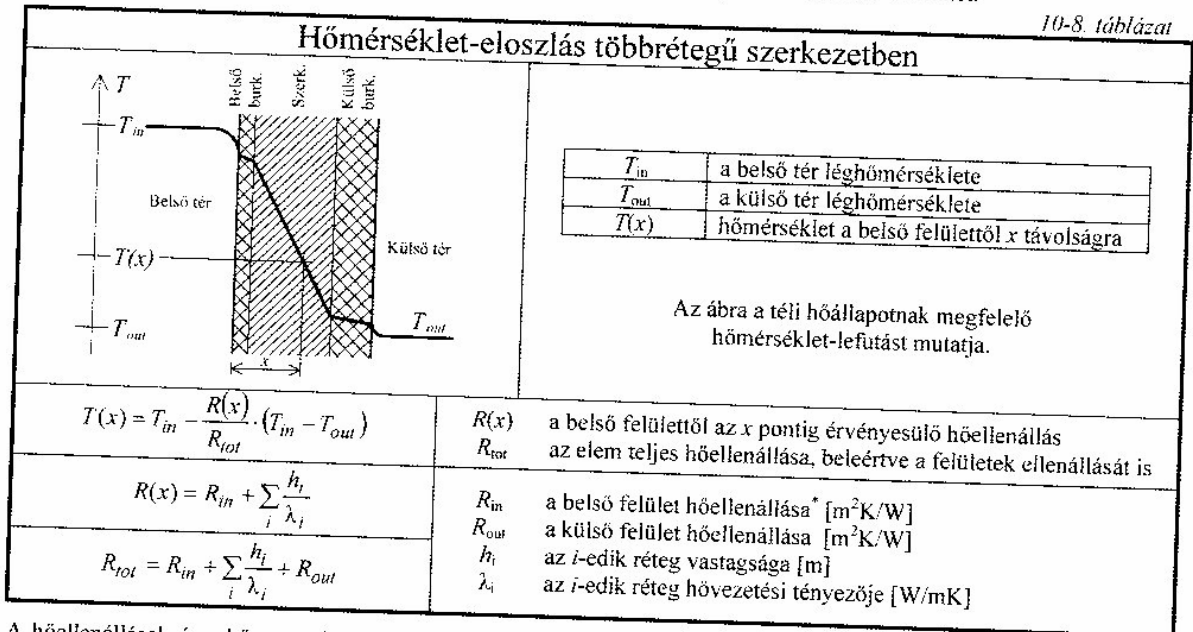 10-8. táblázat
Hőmérséklet-eloszlás többrétegű szerkezetben
Belső burk.
Szerk.
Külső burk.
T
T_in
Belső tér
T(x)
Külső tér
T_out
T_out
x
T_in a belső tér léghőmérséklete
T_out a külső tér léghőmérséklete
T(x) hőmérséklet a belső felülettől x távolságra
Az ábra a téli hőállapotnak megfelelő
hőmérséklet-lefutást mutatja.
T(x) = T_in − R(x)/R_tot · (T_in − T_out)
R(x) a belső felülettől az x pontig érvényesülő hőellenállás
R_tot az elem teljes hőellenállása, beleértve a felületek ellenállását is
R(x) = R_in + ∑_i h_i/λ_i
R_tot = R_in + ∑_i h_i/λ_i + R_out
R_in a belső felület hőellenállása* [m²K/W]
R_out a külső felület hőellenállása [m²K/W]
h_i az i-edik réteg vastagsága [m]
λ_i az i-edik réteg hővezetési tényezője [W/mK]